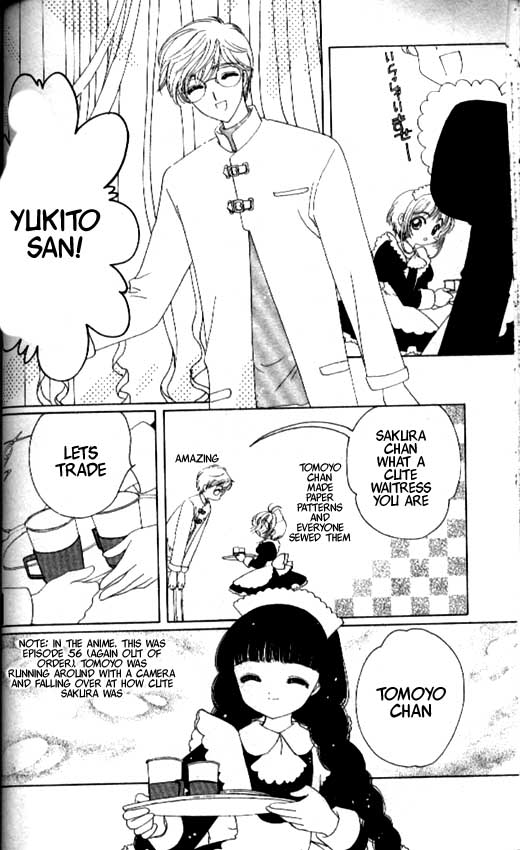 いらっしゃいませー
YUKITO
SAN!
SAKURA
CHAN
WHAT A
CUTE
WAITRESS
YOU ARE
TOMOYO
CHAN
MADE
PAPER
PATTERNS
AND
EVERYONE
SEWED THEM
AMAZING
LETS
TRADE
TOMOYO
CHAN
NOTE: IN THE ANIME, THIS WAS
EPISODE 56 (AGAIN OUT OF
ORDER). TOMOYO WAS
RUNNING AROUND WITH A CAMERA
AND FALLING OVER AT HOW CUTE
SAKURA WAS